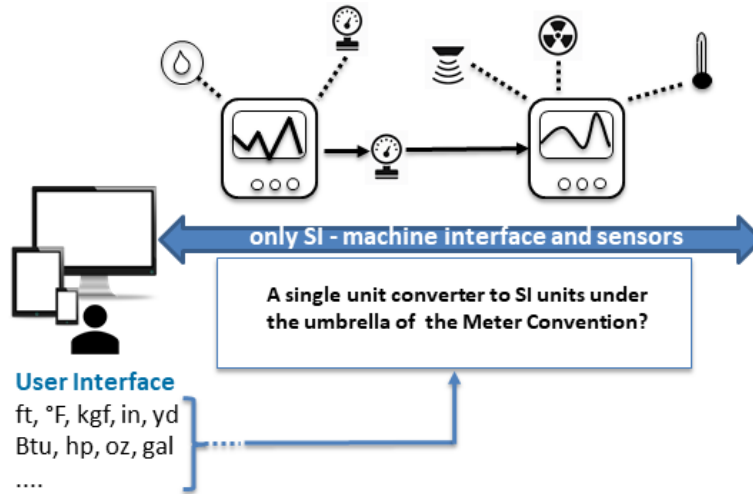 only SI - machine interface and sensors
A single unit converter to SI units under
the umbrella of the Meter Convention?
User Interface
ft, °F, kgf, in, yd
Btu, hp, oz, gal
....